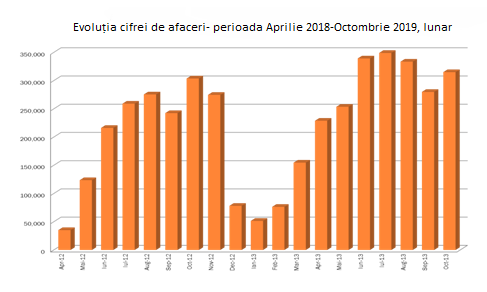 Evoluția cifrei de afaceri- perioada Aprilie 2018-Octombrie 2019, lunar
350.000
300.000
250.000
200.000
150.000
100.000
50.000
0
Apr-12
Mai-12
Iun-12
Iul-12
Aug-12
Sep-12
Oct-12
Nov-12
Dec-12
Ian-13
Feb-13
Mar-13
Apr-13
Mai-13
Iun-13
Iul-13
Aug-13
Sep-13
Oct-13